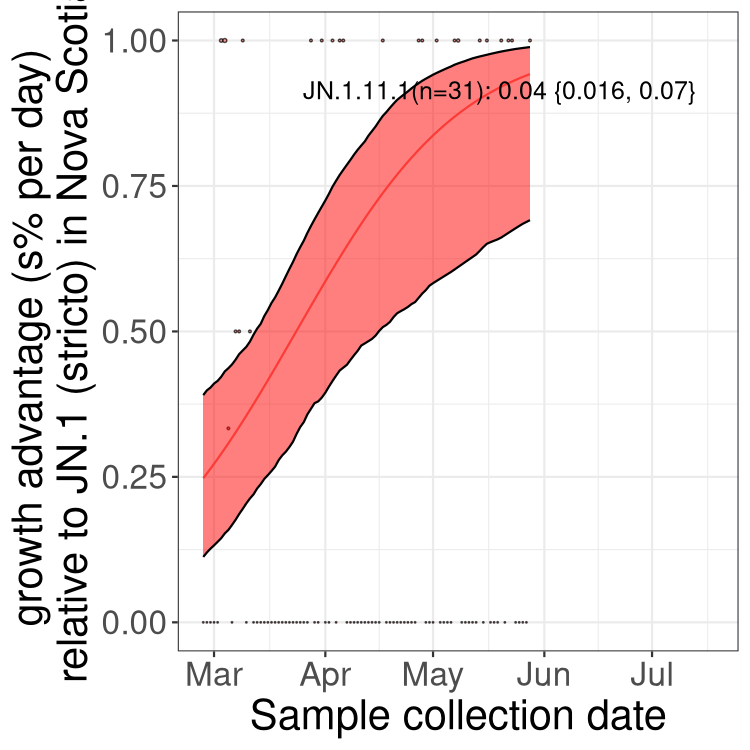 growth advantage (s% per day)
relative to JN.1 (stricto) in Nova Scotia
1.00
0.75
0.50
0.25
0.00
JN.1.11.1(n=31): 0.04 {0.016, 0.07}
Mar Apr May Jun Jul
Sample collection date